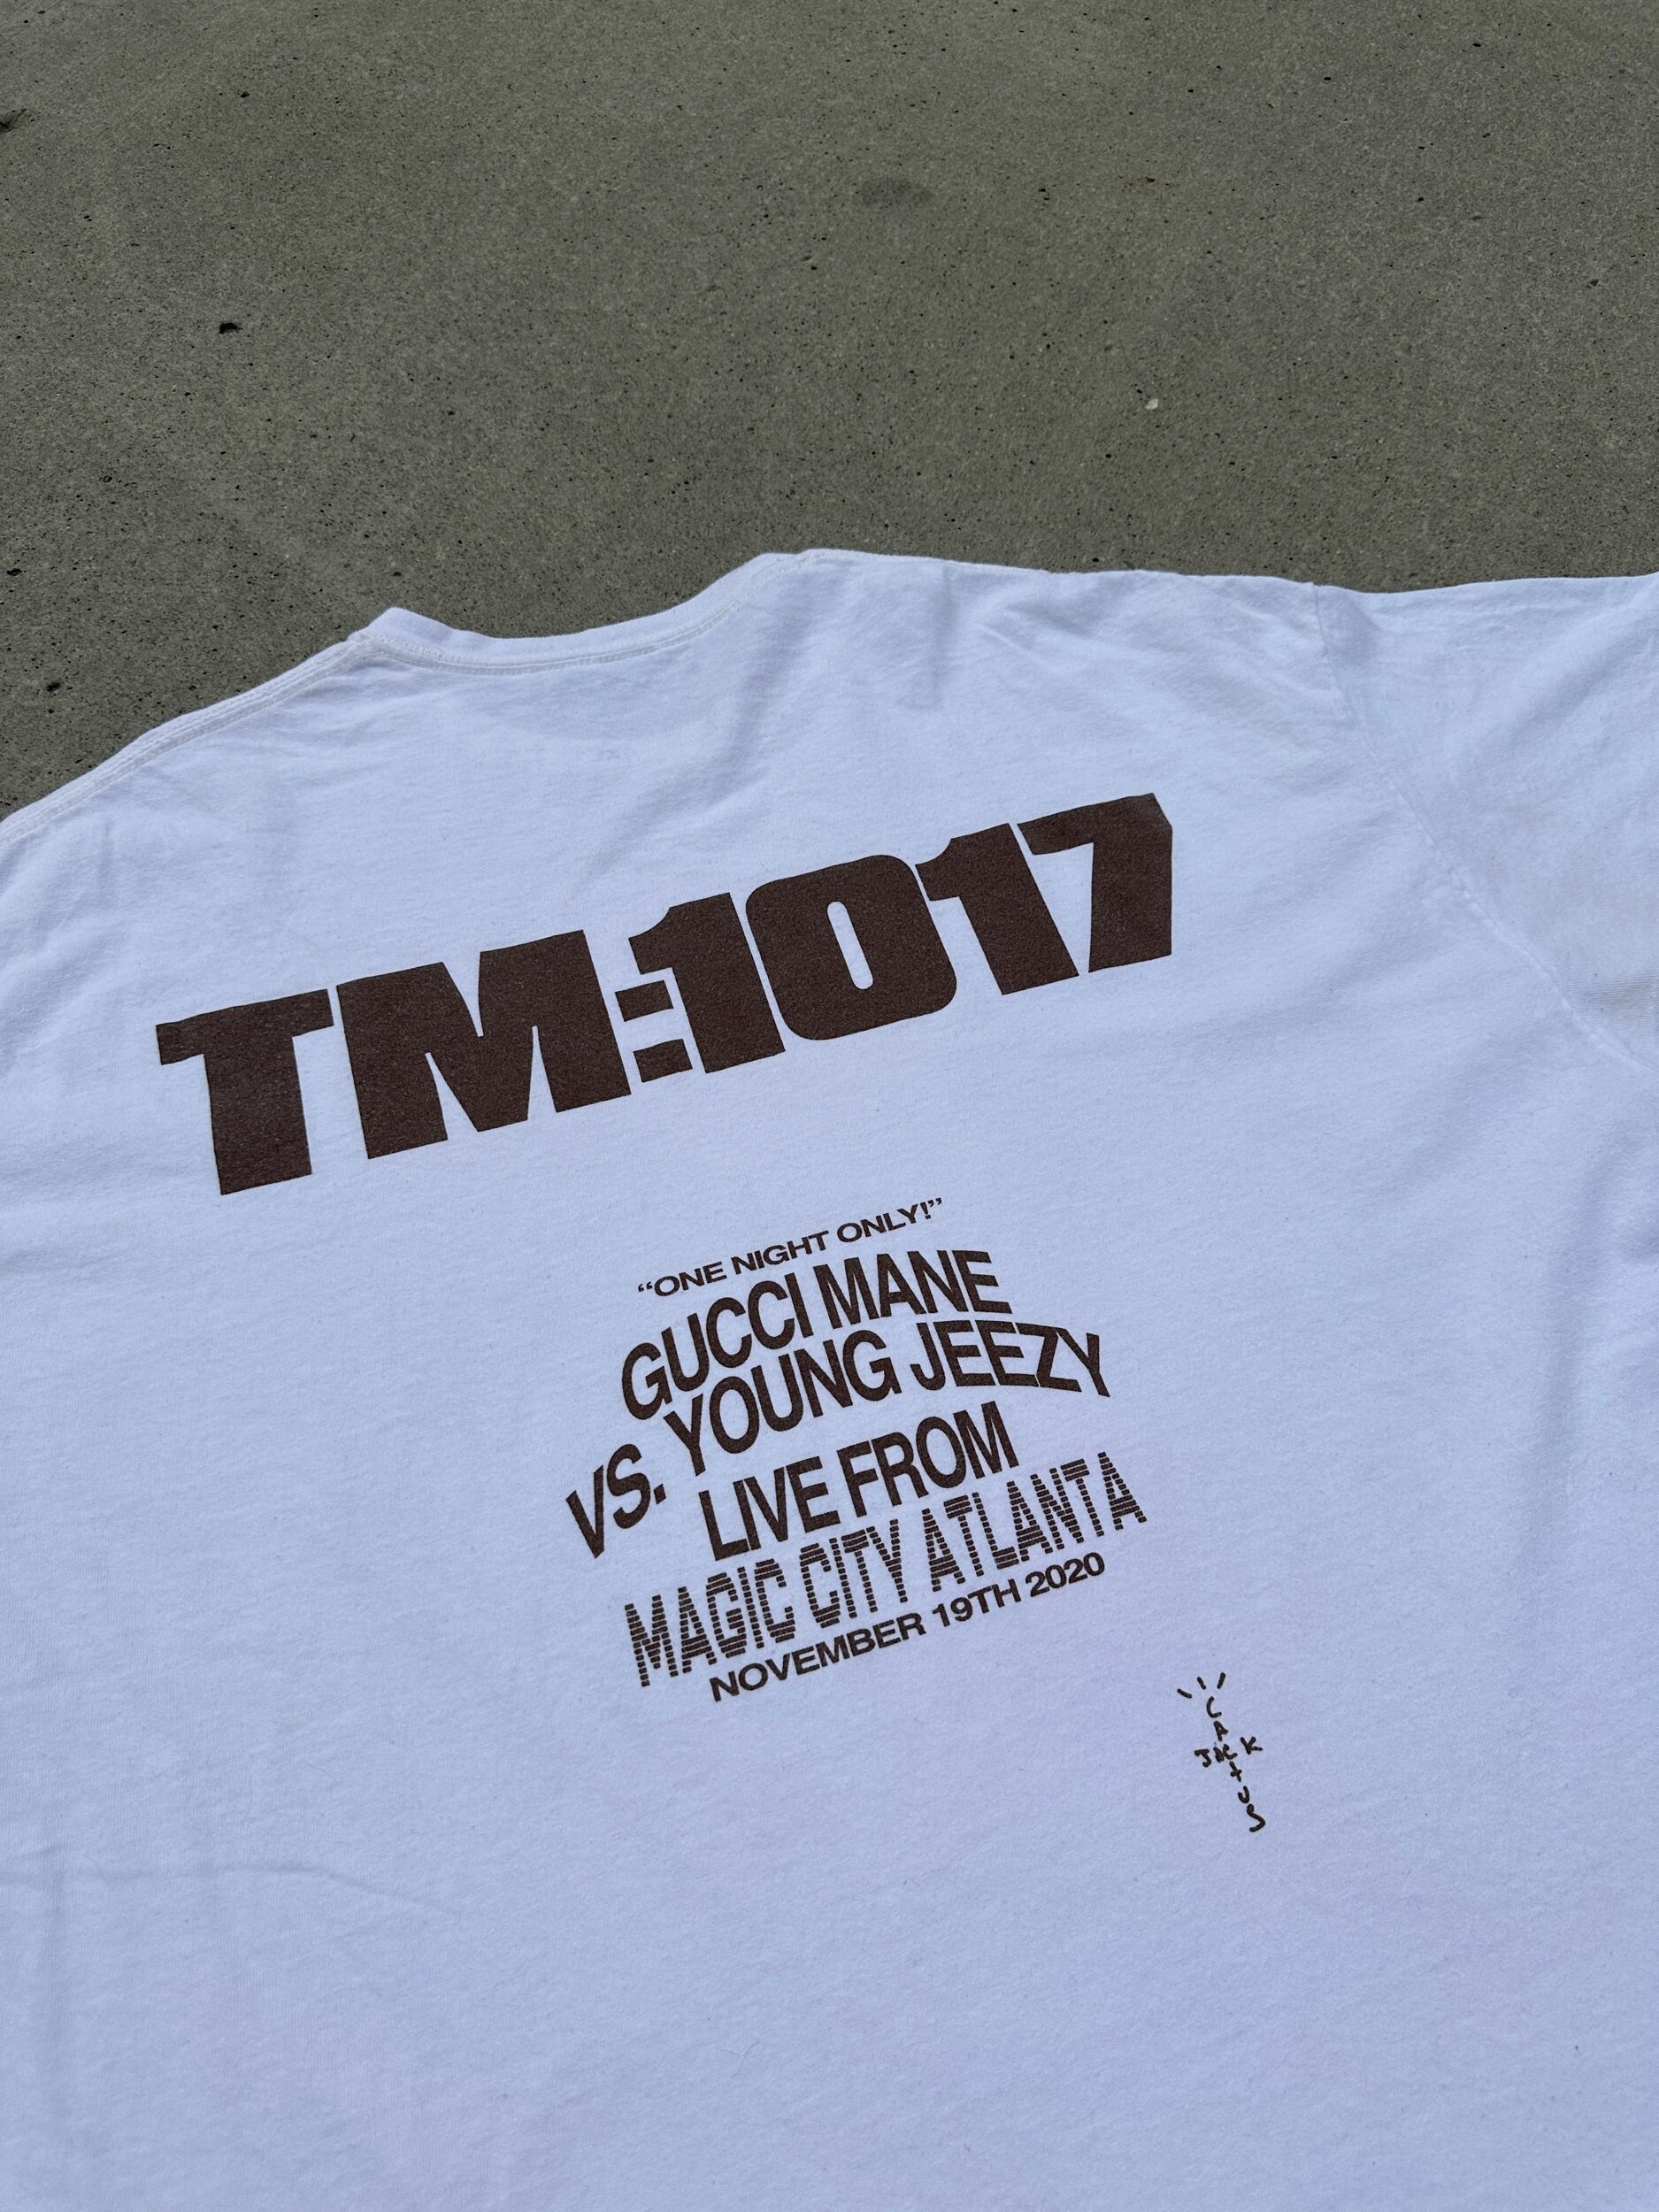 TM:1017
“ONE NIGHT ONLY!”
GUCCI MANE
VS. YOUNG JEEZY
LIVE FROM
MAGIC CITY ATLANTA
NOVEMBER 19TH 2020
CACTUS
JACK